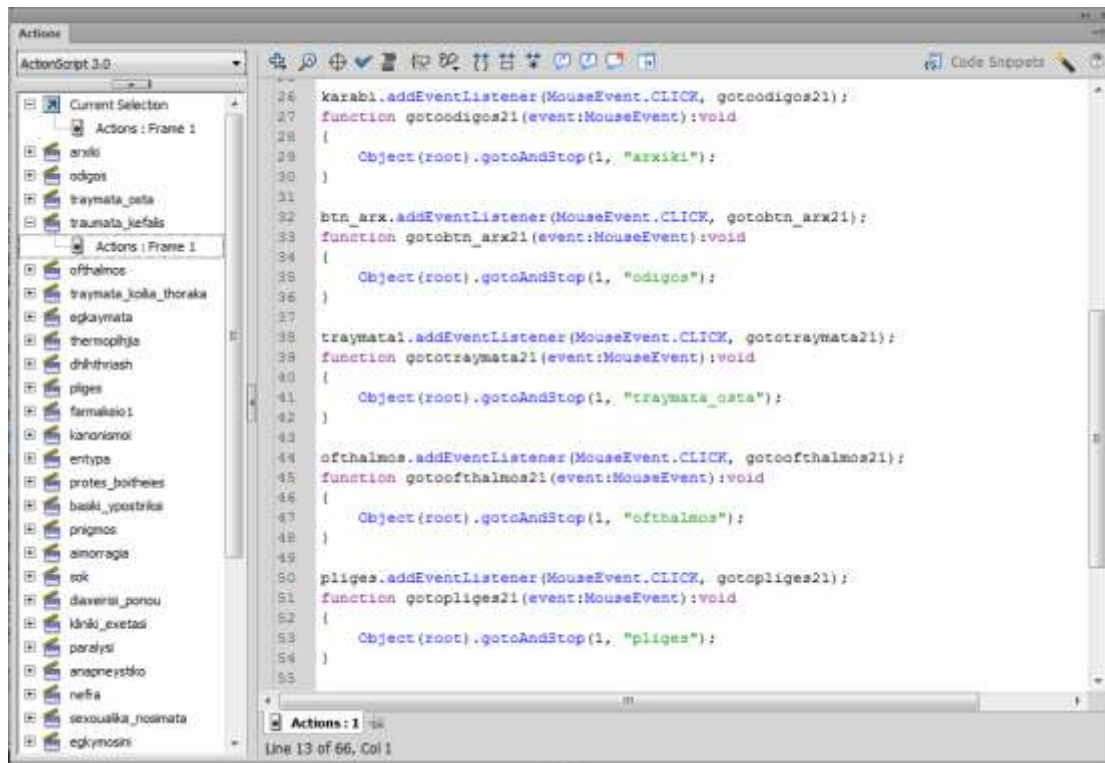 Actions
ActionScript 3.0
Code Snippets
Current Selection
Actions : Frame 1
arxiki
odigos
traymata_osta
traumata_kefalis
Actions : Frame 1
ofthalmos
traymata_koilia_thoraka
egkaymata
thermoplhjia
dhlhthriash
pliges
farmakeio1
kanonismoi
entypa
protes_boitheies
basiki_ypostiriksi
pnigmos
aimorragia
sok
diaxeirisi_ponou
kliniki_exetasi
paralysi
anapneystiko
nefra
sexoualika_nosimata
egkymosini
26 karabi.addEventListener(MouseEvent.CLICK, gotoodigos21);
27 function gotoodigos21(event:MouseEvent):void
28 {
29 Object(root).gotoAndStop(1, "arxiki");
30 }
31
32 btn_arx.addEventListener(MouseEvent.CLICK, gotobtn_arx21);
33 function gotobtn_arx21(event:MouseEvent):void
34 {
35 Object(root).gotoAndStop(1, "odigos");
36 }
37
38 traymata1.addEventListener(MouseEvent.CLICK, gototraymata21);
39 function gototraymata21(event:MouseEvent):void
40 {
41 Object(root).gotoAndStop(1, "traymata_osta");
42 }
43
44 ofthalmos.addEventListener(MouseEvent.CLICK, gotoofthalmos21);
45 function gotoofthalmos21(event:MouseEvent):void
46 {
47 Object(root).gotoAndStop(1, "ofthalmos");
48 }
49
50 pliges.addEventListener(MouseEvent.CLICK, gotopliges21);
51 function gotopliges21(event:MouseEvent):void
52 {
53 Object(root).gotoAndStop(1, "pliges");
54 }
55
Actions : 1
Line 13 of 66, Col 1